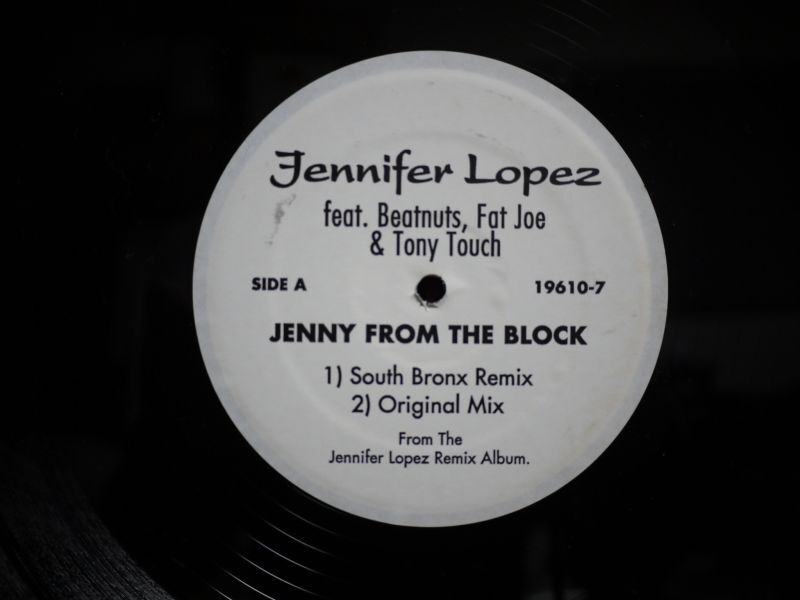 Jennifer Lopez
feat. Beatnuts, Fat Joe
& Tony Touch
SIDE A 19610-7
JENNY FROM THE BLOCK
1) South Bronx Remix
2) Original Mix
From The
Jennifer Lopez Remix Album.